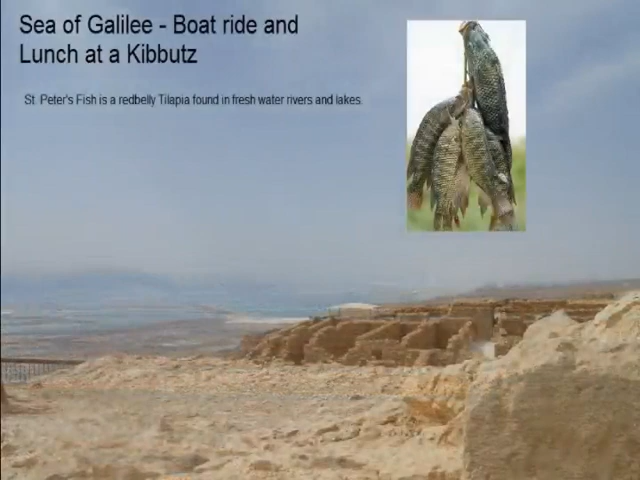 Sea of Galilee - Boat ride and
Lunch at a Kibbutz
St. Peter's Fish is a redbelly Tilapia found in fresh water rivers and lakes.